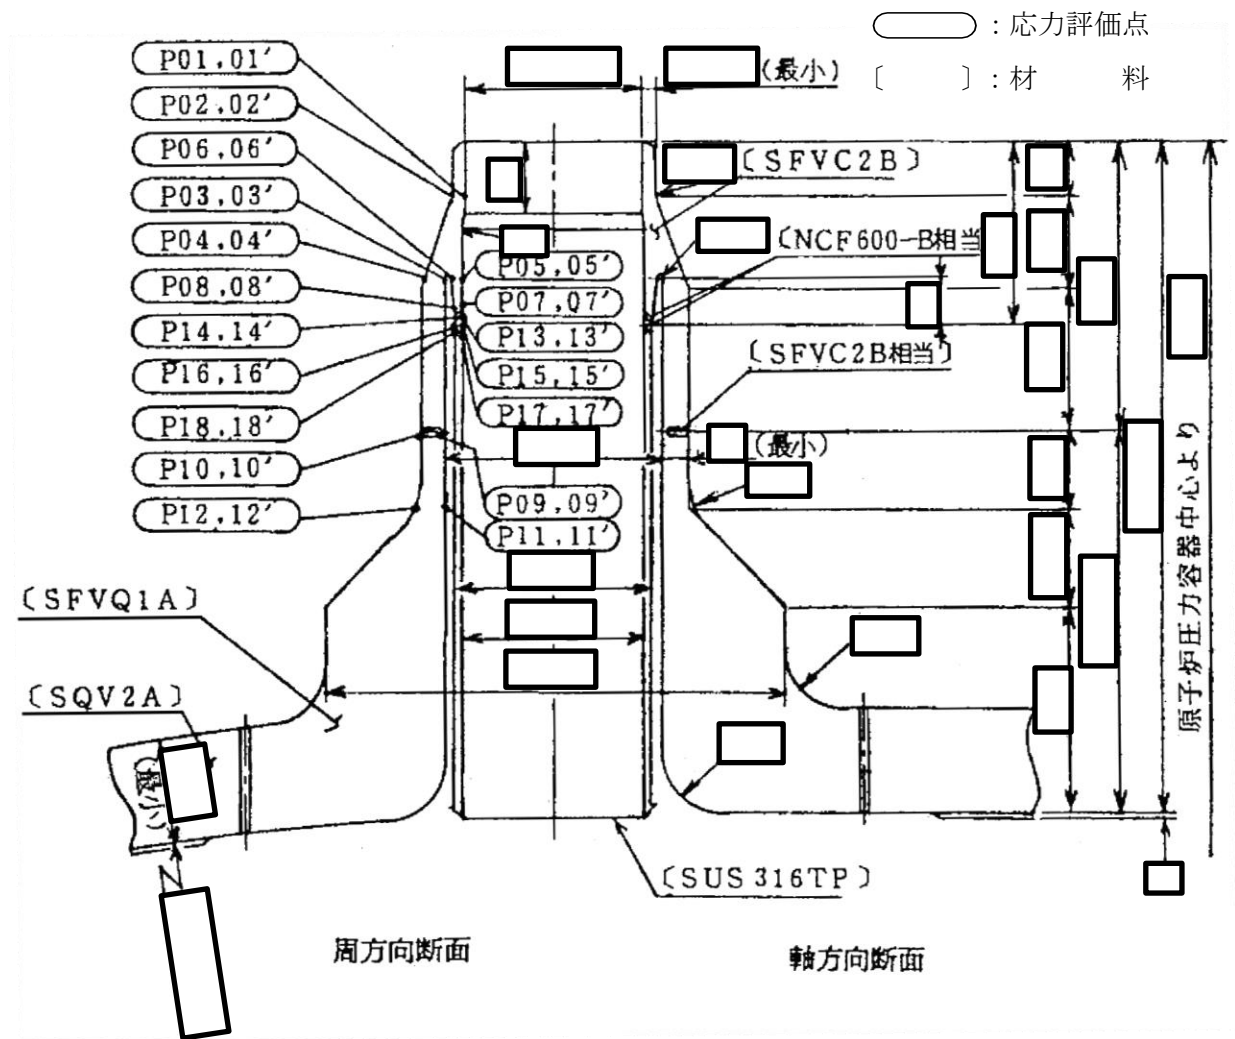 ：応力評価点
〔　　〕：材　　料
P01,01′
(最小)
P02,02′
P06,06′
〔SFVC2B〕
P03,03′
P04,04′
〔NCF600-B相当
P05,05′
P08,08′
P07,07′
P14,14′
P13,13′
〔SFVC2B相当〕
P16,16′
P15,15′
P17,17′
P18,18′
(最小)
P10,10′
P09,09′
P12,12′
P11,11′
原子炉圧力容器中心より
〔SFVQ1A〕
〔SQV2A〕
(最小)
〔SUS316TP〕
周方向断面
軸方向断面